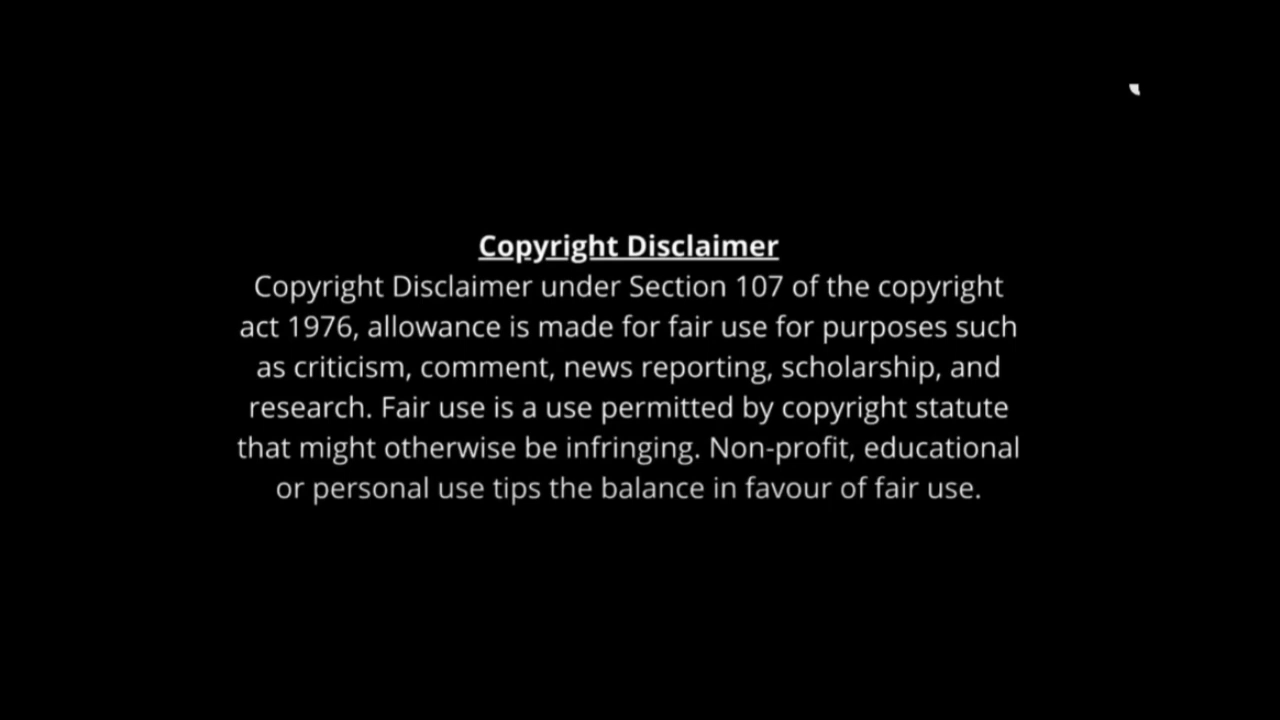 Copyright Disclaimer
Copyright Disclaimer under Section 107 of the copyright
act 1976, allowance is made for fair use for purposes such
as criticism, comment, news reporting, scholarship, and
research. Fair use is a use permitted by copyright statute
that might otherwise be infringing. Non-profit, educational
or personal use tips the balance in favour of fair use.